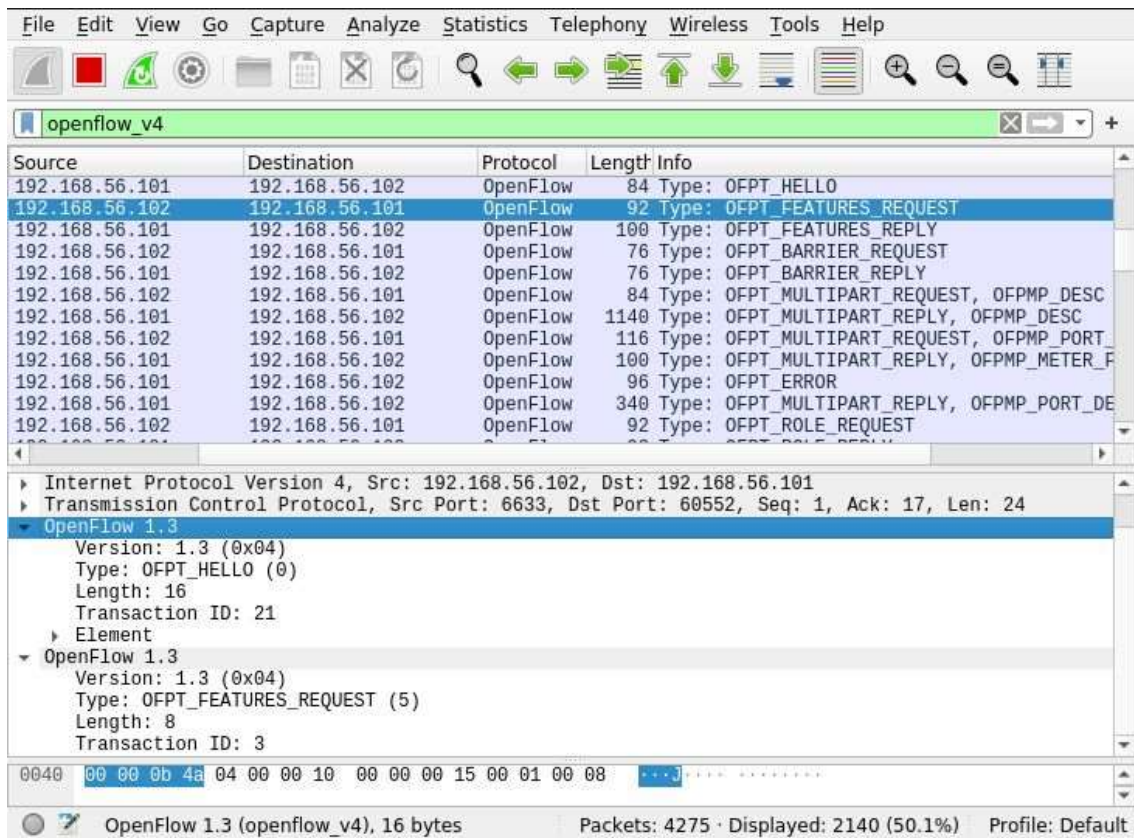 File Edit View Go Capture Analyze Statistics Telephony Wireless Tools Help
openflow_v4
Source Destination Protocol Length Info
192.168.56.101 192.168.56.102 OpenFlow 84 Type: OFPT_HELLO
192.168.56.102 192.168.56.101 OpenFlow 92 Type: OFPT_FEATURES_REQUEST
192.168.56.101 192.168.56.102 OpenFlow 100 Type: OFPT_FEATURES_REPLY
192.168.56.102 192.168.56.101 OpenFlow 76 Type: OFPT_BARRIER_REQUEST
192.168.56.101 192.168.56.102 OpenFlow 76 Type: OFPT_BARRIER_REPLY
192.168.56.102 192.168.56.101 OpenFlow 84 Type: OFPT_MULTIPART_REQUEST, OFPMP_DESC
192.168.56.101 192.168.56.102 OpenFlow 1140 Type: OFPT_MULTIPART_REPLY, OFPMP_DESC
192.168.56.102 192.168.56.101 OpenFlow 116 Type: OFPT_MULTIPART_REQUEST, OFPMP_PORT_
192.168.56.101 192.168.56.102 OpenFlow 100 Type: OFPT_MULTIPART_REPLY, OFPMP_METER_F
192.168.56.101 192.168.56.102 OpenFlow 96 Type: OFPT_ERROR
192.168.56.101 192.168.56.102 OpenFlow 340 Type: OFPT_MULTIPART_REPLY, OFPMP_PORT_DE
192.168.56.102 192.168.56.101 OpenFlow 92 Type: OFPT_ROLE_REQUEST
Internet Protocol Version 4, Src: 192.168.56.102, Dst: 192.168.56.101
Transmission Control Protocol, Src Port: 6633, Dst Port: 60552, Seq: 1, Ack: 17, Len: 24
OpenFlow 1.3
Version: 1.3 (0x04)
Type: OFPT_HELLO (0)
Length: 16
Transaction ID: 21
Element
OpenFlow 1.3
Version: 1.3 (0x04)
Type: OFPT_FEATURES_REQUEST (5)
Length: 8
Transaction ID: 3
0040 00 00 0b 4a 04 00 00 10 00 00 00 15 00 01 00 08 ···J···· ········
OpenFlow 1.3 (openflow_v4), 16 bytes Packets: 4275 · Displayed: 2140 (50.1%) Profile: Default